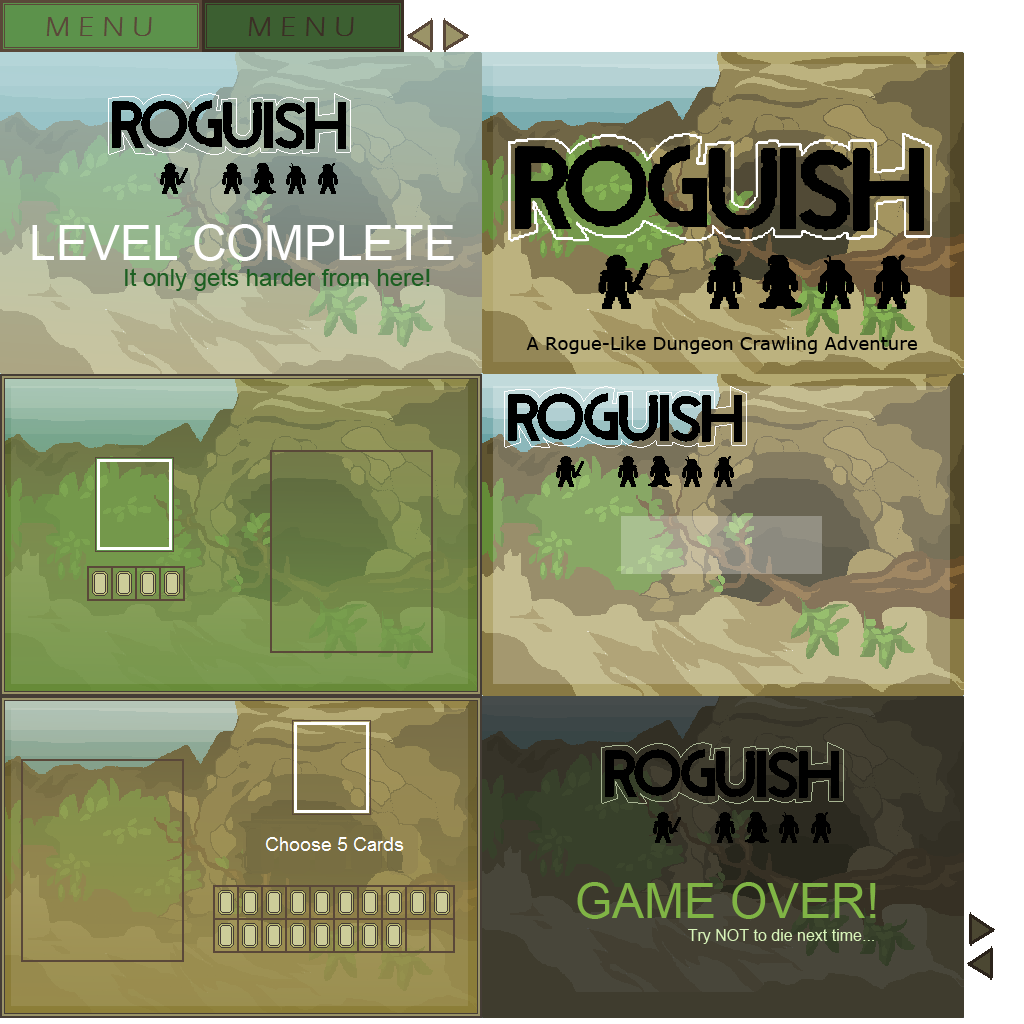 MENU
MENU
ROGUISH
LEVEL COMPLETE
It only gets harder from here!
ROGUISH
A Rogue-Like Dungeon Crawling Adventure
ROGUISH
Choose 5 Cards
ROGUISH
GAME OVER!
Try NOT to die next time...